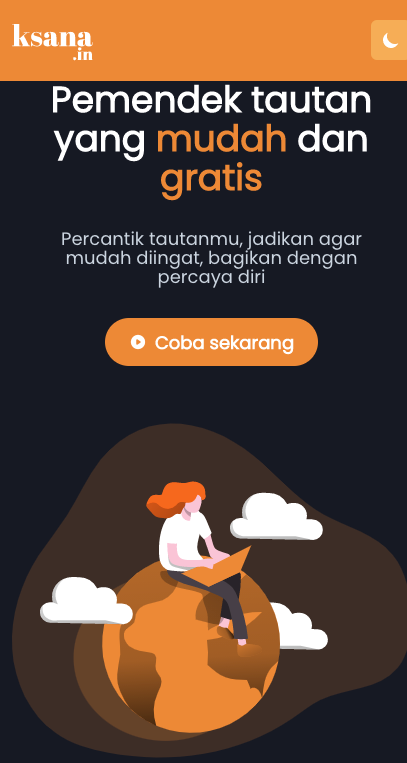 ksana
.in
Pemendek tautan
yang mudah dan
gratis
Percantik tautanmu, jadikan agar
mudah diingat, bagikan dengan
percaya diri
Coba sekarang